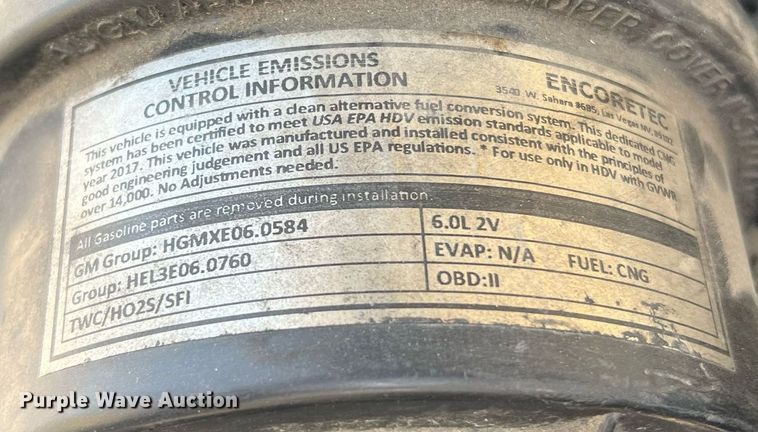 VEHICLE EMISSIONS
CONTROL INFORMATION
ENCORETEC
3540 W. Sahara #685, Las Vegas NV, 89102
This vehicle is equipped with a clean alternative fuel conversion system. This dedicated CNG
system has been certified to meet USA EPA HDV emission standards applicable to model
year 2017. This vehicle was manufactured and installed consistent with the principles of
good engineering judgement and all US EPA regulations. * For use only in HDV with GVWR
over 14,000. No Adjustments needed.
All Gasoline parts are removed during installation.
GM Group: HGMXE06.0584
6.0L 2V
Group: HEL3E06.0760
EVAP: N/A FUEL: CNG
TWC/HO2S/SFI
OBD:II
Purple Wave Auction